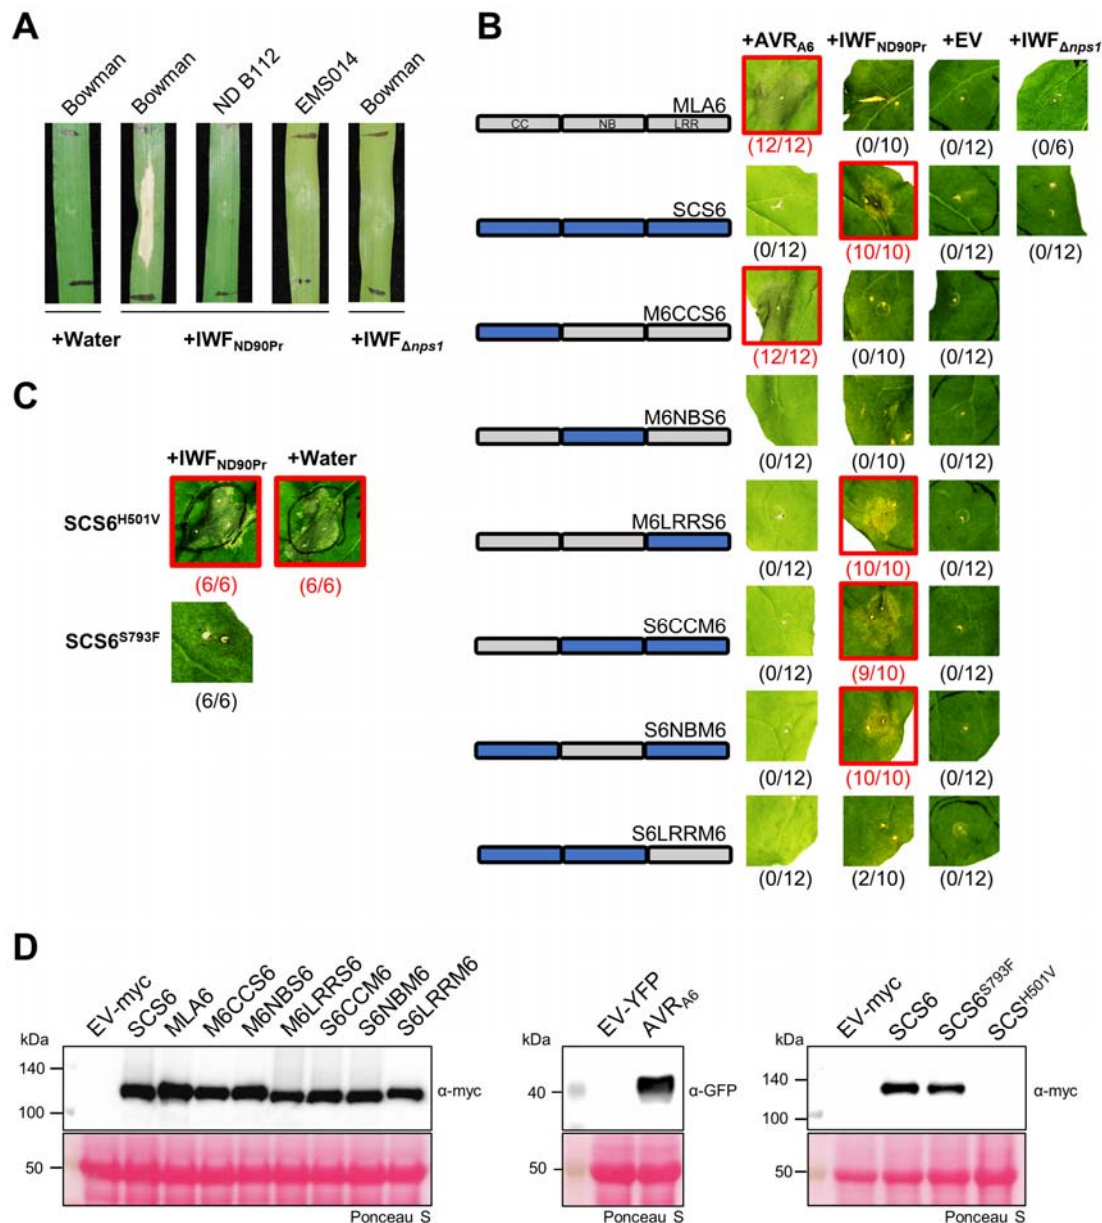 A
Bowman
Bowman
ND B112
EMS014
Bowman
+Water
+IWFND90Pr
+IWFΔnps1
B
+AVRA6
+IWFND90Pr
+EV
+IWFΔnps1
MLA6
CC
NB
LRR
(12/12)
(0/10)
(0/12)
(0/6)
SCS6
(0/12)
(10/10)
(0/12)
(0/12)
M6CCS6
(12/12)
(0/10)
(0/12)
M6NBS6
(0/12)
(0/10)
(0/12)
M6LRRS6
(0/12)
(10/10)
(0/12)
S6CCM6
(0/12)
(9/10)
(0/12)
S6NBM6
(0/12)
(10/10)
(0/12)
S6LRRM6
(0/12)
(2/10)
(0/12)
C
+IWFND90Pr
+Water
SCS6H501V
(6/6)
(6/6)
SCS6S793F
(6/6)
D
EV-myc
SCS6
MLA6
M6CCS6
M6NBS6
M6LRRS6
S6CCM6
S6NBM6
S6LRRM6
kDa
140
100
α-myc
50
Ponceau S
EV-YFP
AVRA6
kDa
40
α-GFP
50
Ponceau S
EV-myc
SCS6
SCS6S793F
SCSH501V
kDa
140
100
α-myc
50
Ponceau S